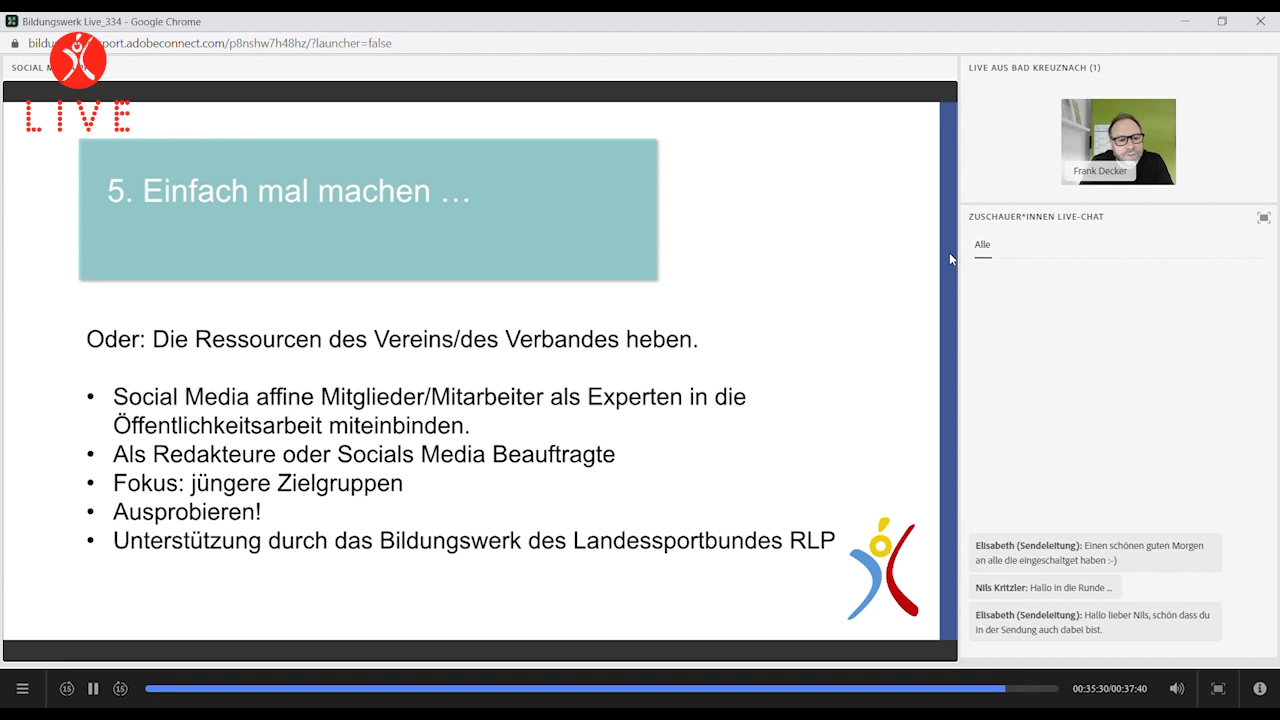 Bildungswerk Live_334 - Google Chrome
port.adobeconnect.com/p8nshw7h48hz/?launcher=false
SOCIAL
LIVE
5. Einfach mal machen …
Oder: Die Ressourcen des Vereins/des Verbandes heben.
• Social Media affine Mitglieder/Mitarbeiter als Experten in die
Öffentlichkeitsarbeit miteinbinden.
• Als Redakteure oder Socials Media Beauftragte
• Fokus: jüngere Zielgruppen
• Ausprobieren!
• Unterstützung durch das Bildungswerk des Landessportbundes RLP
LIVE AUS BAD KREUZNACH (1)
Frank Decker
ZUSCHAUER*INNEN LIVE-CHAT
Alle
Elisabeth (Sendeleitung): Einen schönen guten Morgen
an alle die eingeschaltget haben :-)
Nils Kritzler: Hallo in die Runde ...
Elisabeth (Sendeleitung): Hallo lieber Nils, schön dass du
in der Sendung auch dabei bist.
15
15
00:35:30/00:37:40